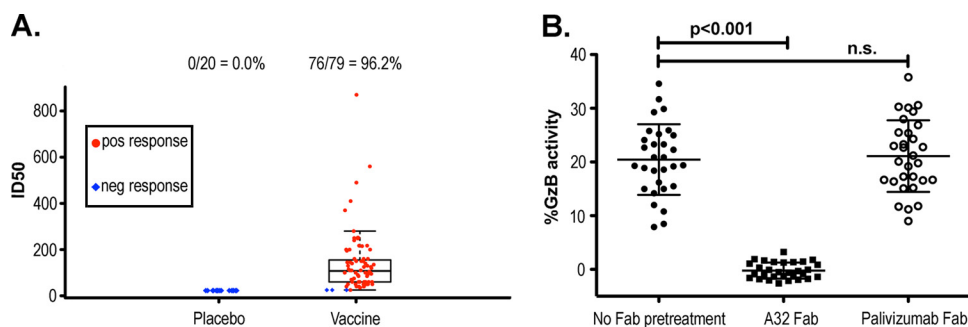 A.
0/20 = 0.0%
76/79 = 96.2%
800
600
400
200
100
0
ID50
pos response
neg response
Placebo
Vaccine
B.
p<0.001
n.s.
40
30
20
10
0
%GzB activity
No Fab pretreatment
A32 Fab
Palivizumab Fab